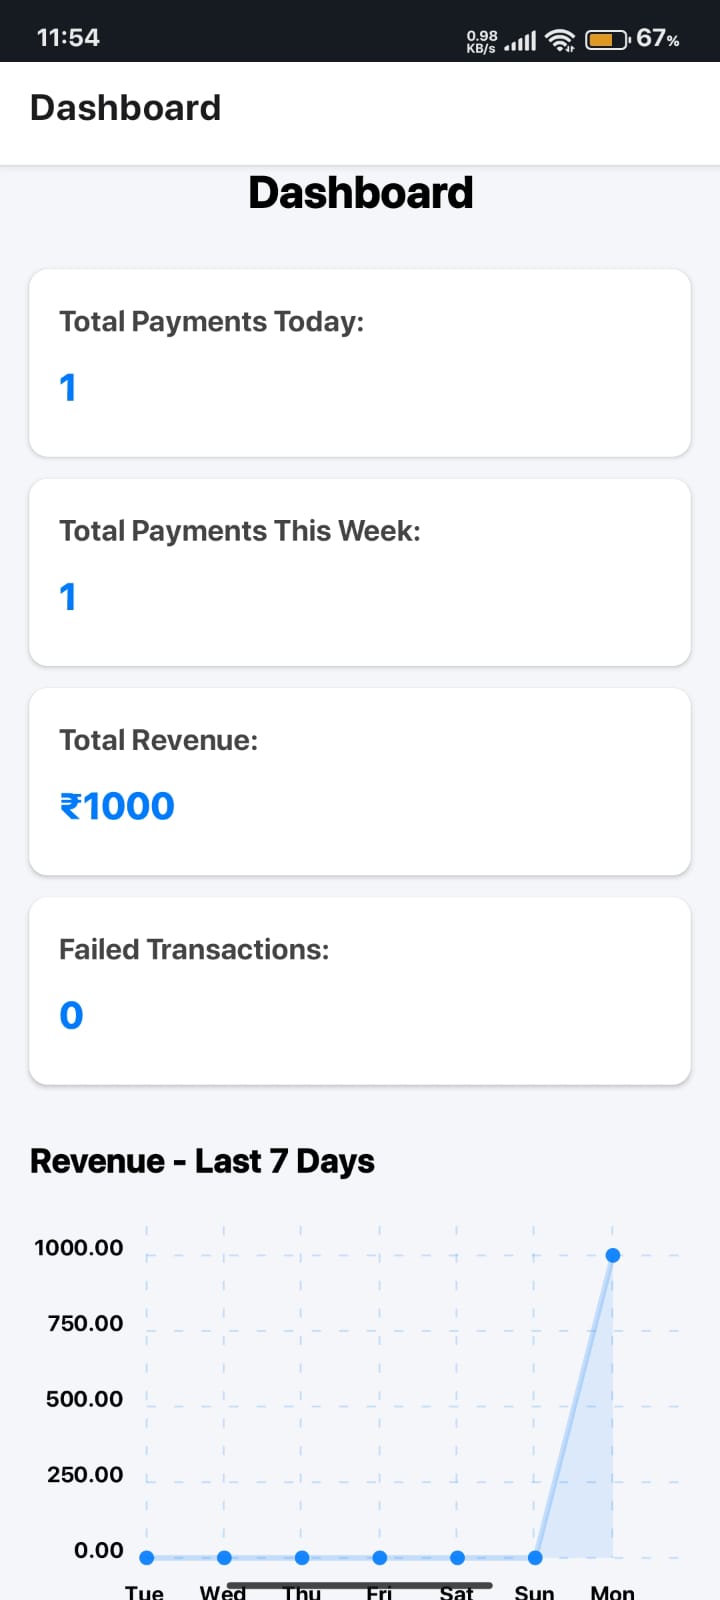 11:54
0.98
KB/s
67%
Dashboard
Dashboard
Total Payments Today:
1
Total Payments This Week:
1
Total Revenue:
₹1000
Failed Transactions:
0
Revenue - Last 7 Days
1000.00
750.00
500.00
250.00
0.00
Tue Wed Thu Fri Sat Sun Mon